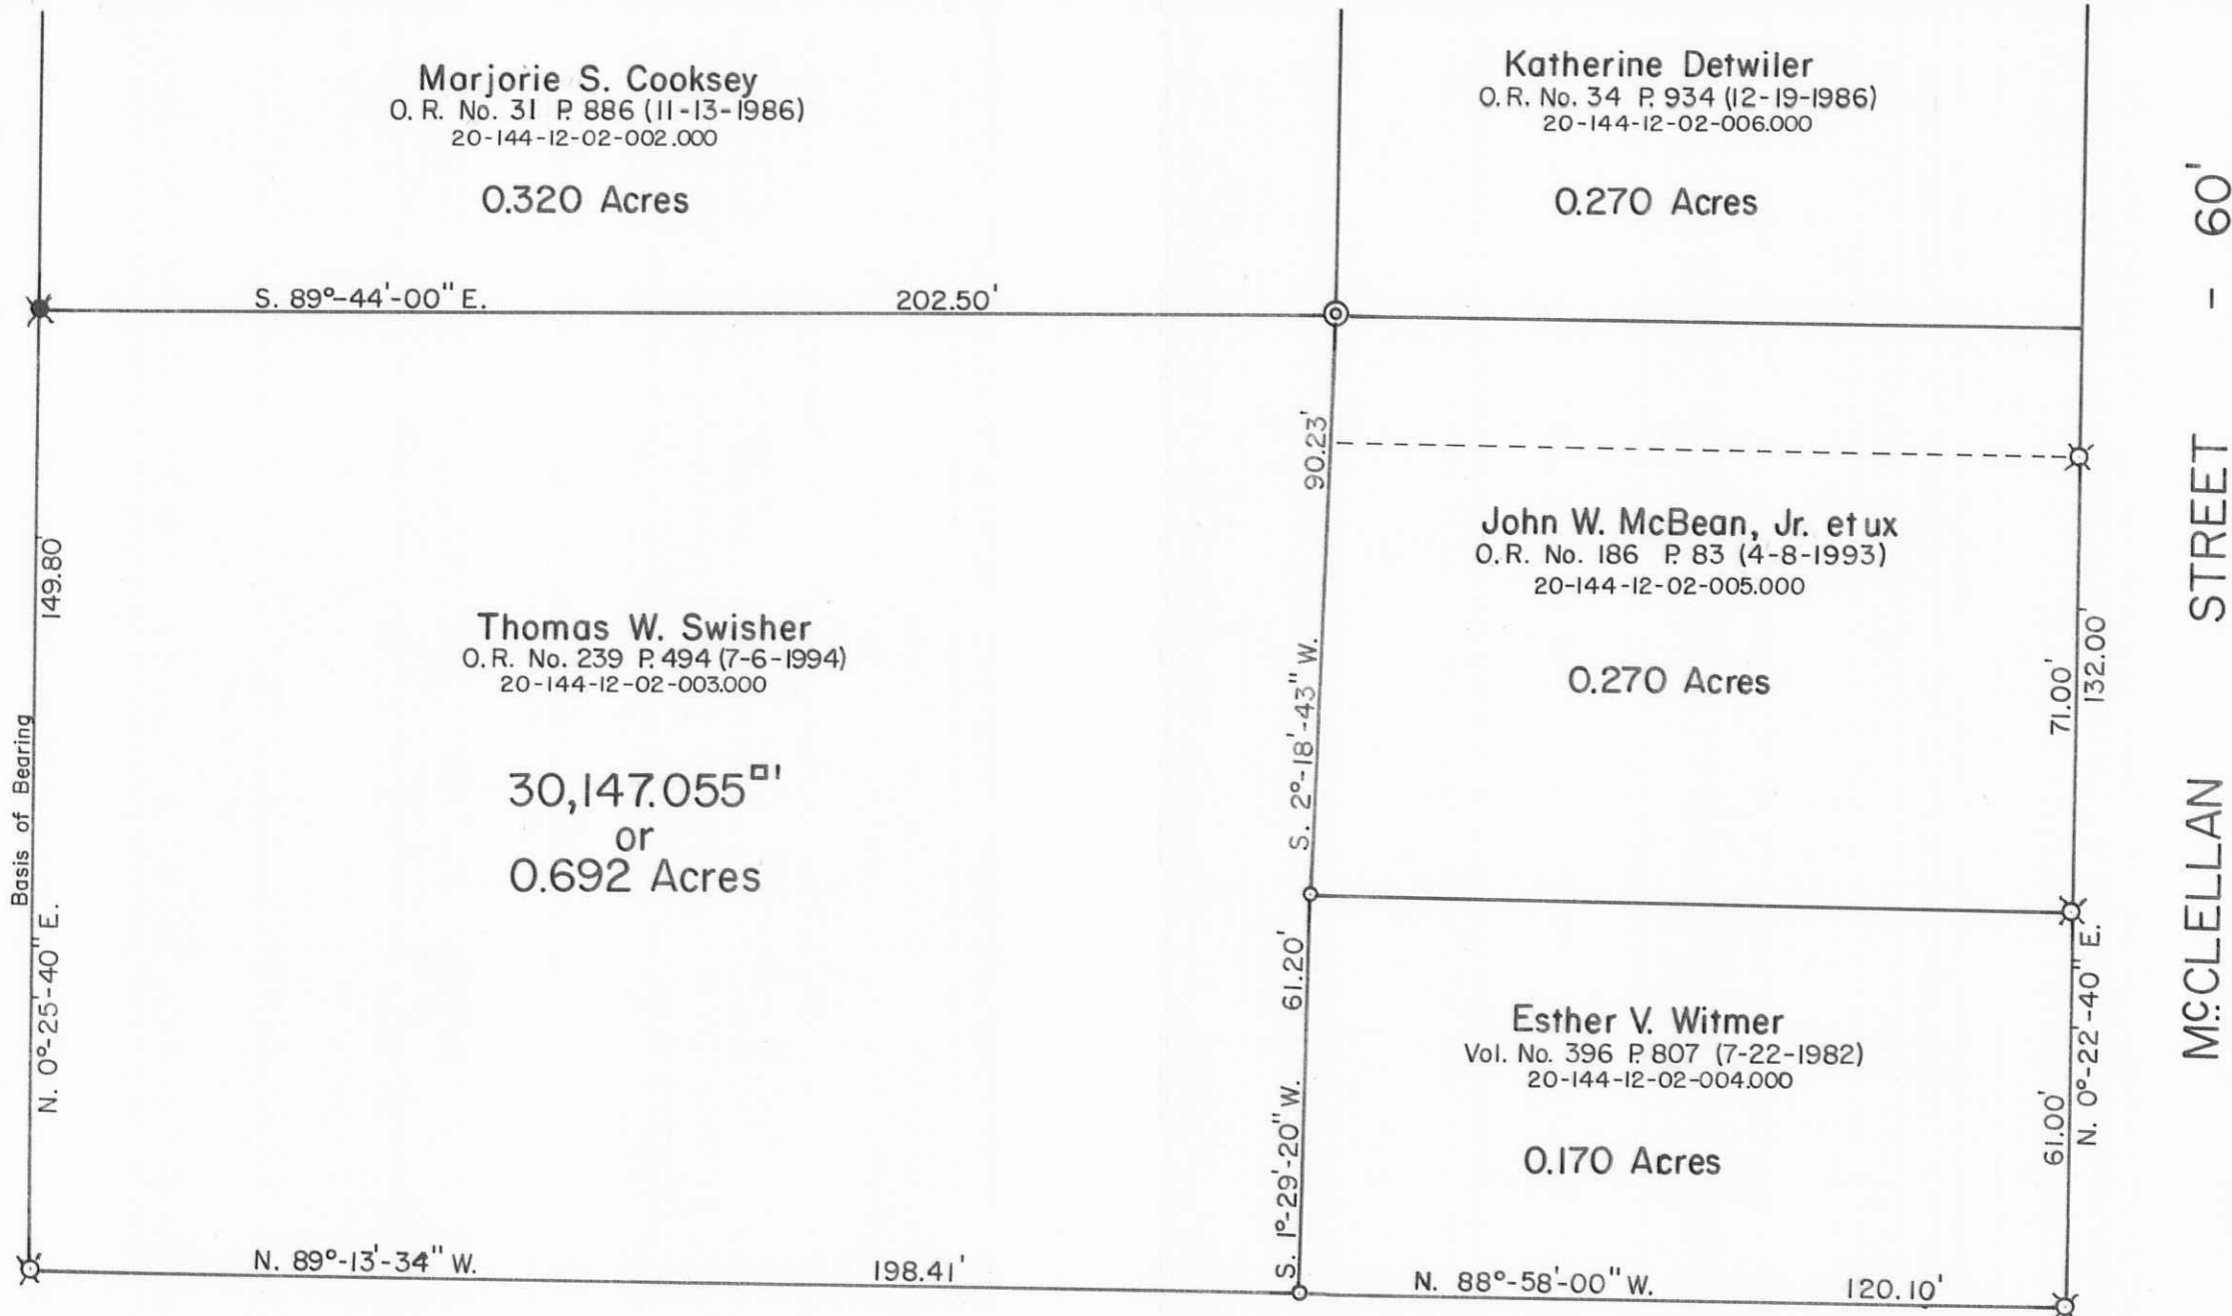 Marjorie S. Cooksey
O. R. No. 31 P. 886 (11-13-1986)
20-144-12-02-002.000
0.320 Acres
Katherine Detwiler
O. R. No. 34 P. 934 (12-19-1986)
20-144-12-02-006.000
0.270 Acres
S. 89°-44'-00" E. 202.50'
90.23'
S. 2°-18'-43" W.
149.80'
Basis of Bearing
N. 0°-25'-40" E.
Thomas W. Swisher
O. R. No. 239 P. 494 (7-6-1994)
20-144-12-02-003.000
30,147.055□'
or
0.692 Acres
John W. McBean, Jr. et ux
O. R. No. 186 P. 83 (4-8-1993)
20-144-12-02-005.000
0.270 Acres
71.00'
132.00'
61.20'
S. 1°-29'-20" W.
Esther V. Witmer
Vol. No. 396 P. 807 (7-22-1982)
20-144-12-02-004.000
0.170 Acres
61.00'
N. 0°-22'-40" E.
N. 89°-13'-34" W. 198.41'
N. 88°-58'-00" W. 120.10'
McCLELLAN STREET - 60'